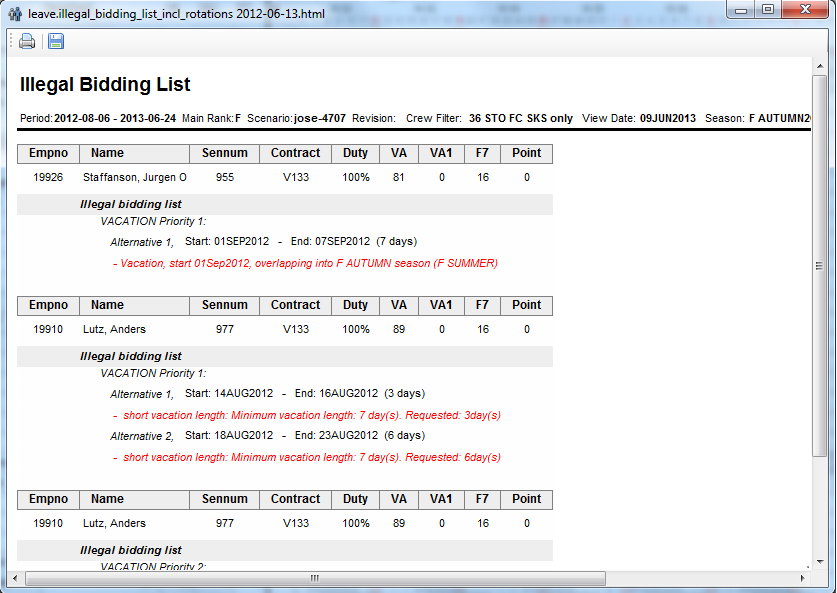 leave.illegal_bidding_list_incl_rotations 2012-06-13.html
Illegal Bidding List
Period: 2012-08-06 - 2013-06-24 Main Rank: F Scenario: jose-4707 Revision: Crew Filter: 36 STO FC SKS only View Date: 09JUN2013 Season: F AUTUMN2
Empno Name Sennum Contract Duty VA VA1 F7 Point
19926 Staffanson, Jurgen O 955 V133 100% 81 0 16 0
Illegal bidding list
VACATION Priority 1:
Alternative 1, Start: 01SEP2012 - End: 07SEP2012 (7 days)
- Vacation, start 01Sep2012, overlapping into F AUTUMN season (F SUMMER)
Empno Name Sennum Contract Duty VA VA1 F7 Point
19910 Lutz, Anders 977 V133 100% 89 0 16 0
Illegal bidding list
VACATION Priority 1:
Alternative 1, Start: 14AUG2012 - End: 16AUG2012 (3 days)
- short vacation length: Minimum vacation length: 7 day(s). Requested: 3day(s)
Alternative 2, Start: 18AUG2012 - End: 23AUG2012 (6 days)
- short vacation length: Minimum vacation length: 7 day(s). Requested: 6day(s)
Empno Name Sennum Contract Duty VA VA1 F7 Point
19910 Lutz, Anders 977 V133 100% 89 0 16 0
Illegal bidding list
VACATION Priority 2: